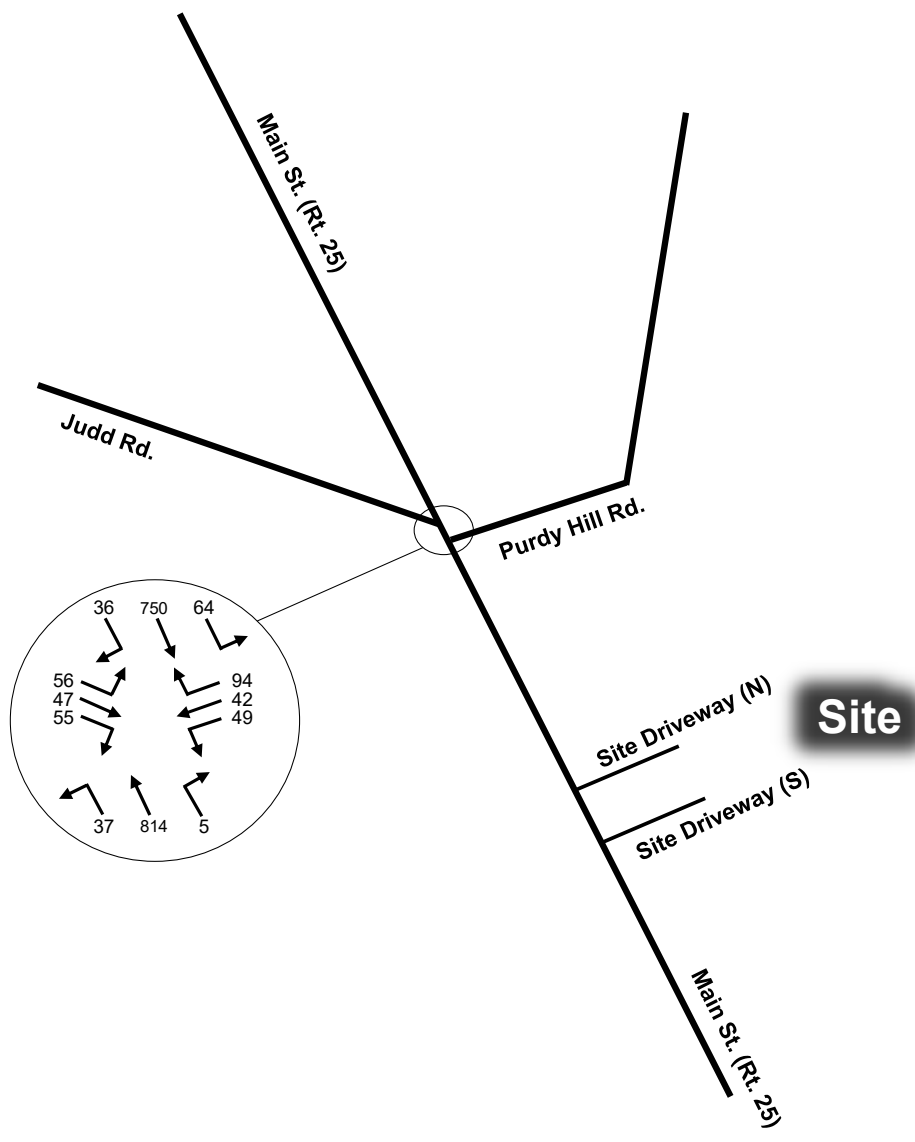 Main St. (Rt. 25)
Judd Rd.
Purdy Hill Rd.
36 750 64
56 94
47 42
55 49
37 814 5
Site Driveway (N)
Site
Site Driveway (S)
Main St. (Rt. 25)